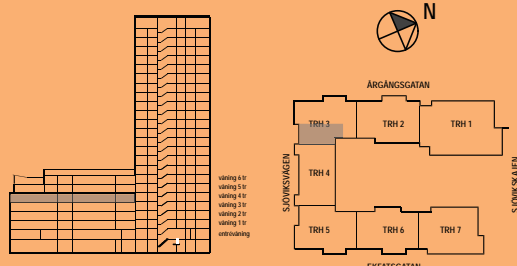 N
ÅRGÅNGSGATAN
TRH 3
TRH 2
TRH 1
SJÖVIKSVÄGEN
TRH 4
SJÖVIKSKAJEN
TRH 5
TRH 6
TRH 7
våning 6 tr
våning 5 tr
våning 4 tr
våning 3 tr
våning 2 tr
våning 1 tr
entrévåning